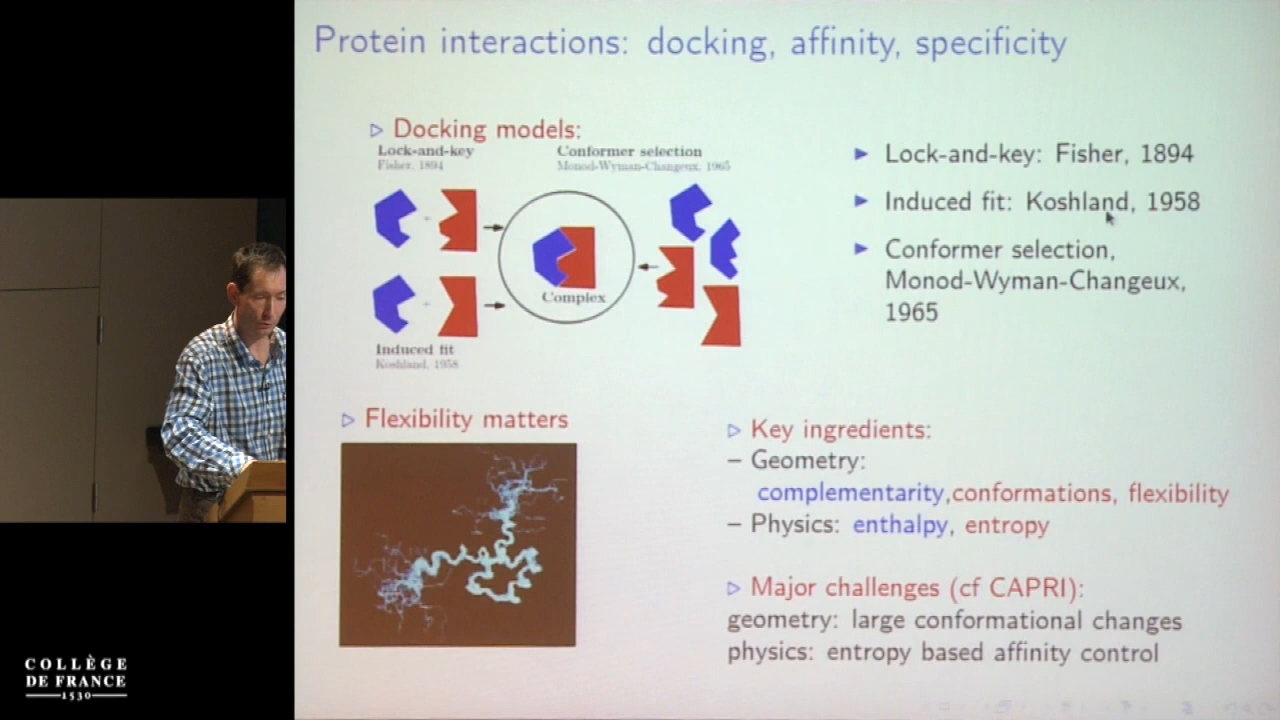 Protein interactions: docking, affinity, specificity
▷ Docking models:
Lock-and-key
Fisher, 1894
Conformer selection
Monod-Wyman-Changeux, 1965
Complex
Induced fit
Koshland, 1958
► Lock-and-key: Fisher, 1894
► Induced fit: Koshland, 1958
► Conformer selection,
Monod-Wyman-Changeux,
1965
▷ Flexibility matters
▷ Key ingredients:
– Geometry:
complementarity,conformations, flexibility
– Physics: enthalpy, entropy
▷ Major challenges (cf CAPRI):
geometry: large conformational changes
physics: entropy based affinity control
COLLÈGE
DE FRANCE
1530